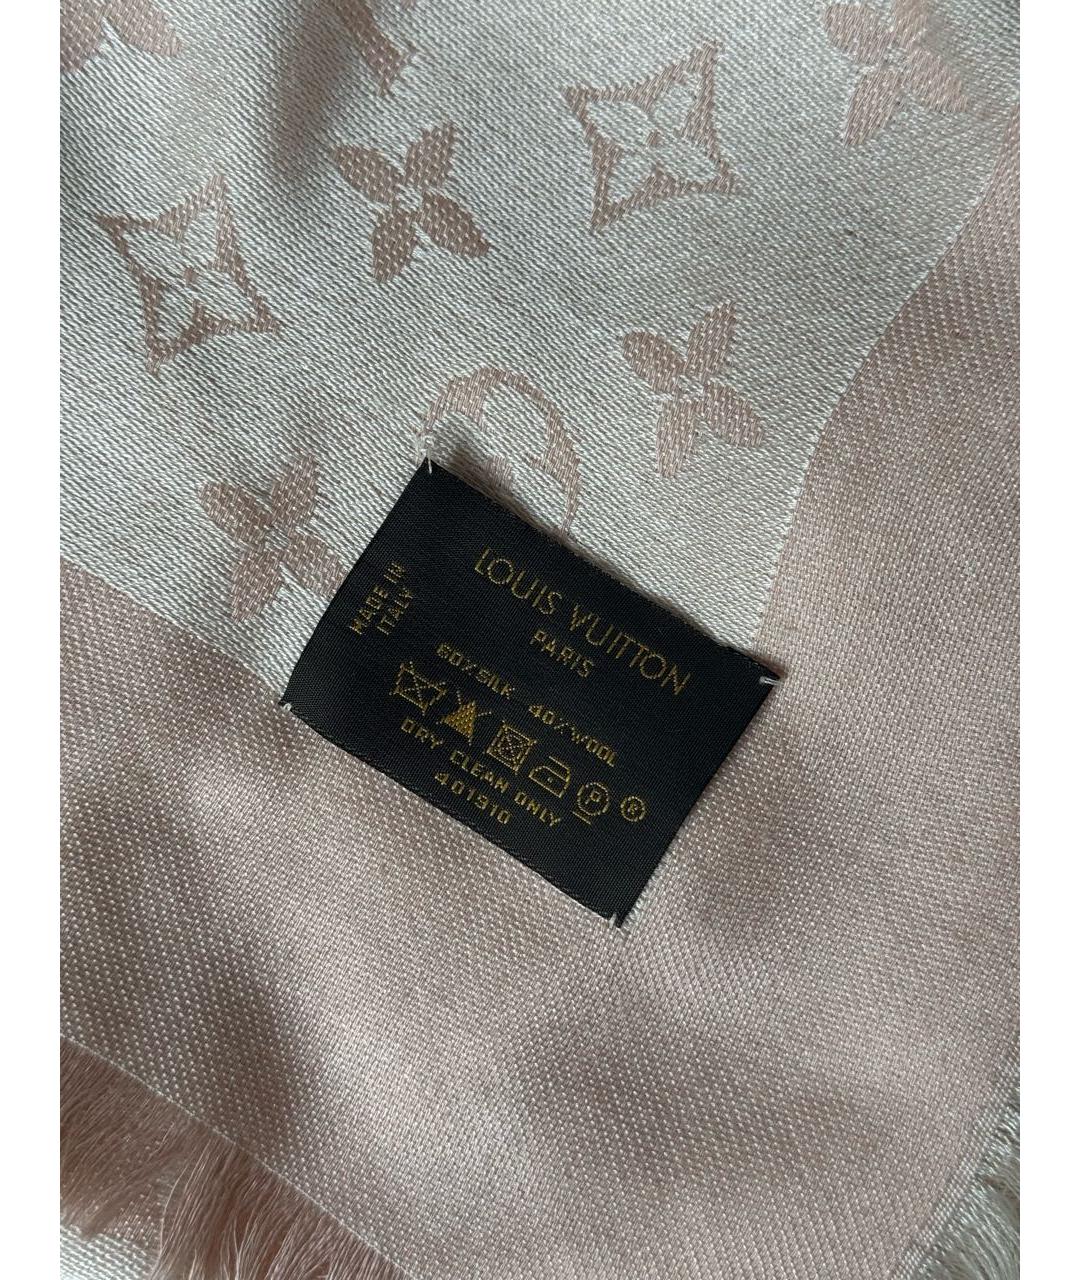 LOUIS VUITTON
PARIS
MADE IN
ITALY
60% SILK 40% WOOL
P ®
DRY CLEAN ONLY
401910